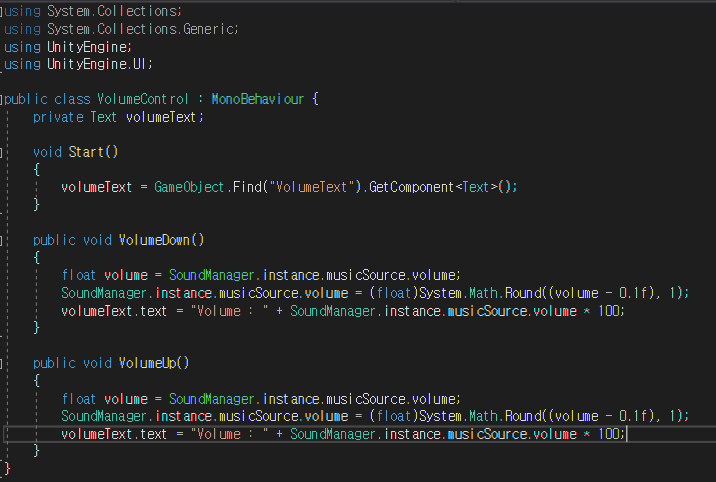 using System.Collections;
using System.Collections.Generic;
using UnityEngine;
using UnityEngine.UI;
public class VolumeControl : MonoBehaviour {
private Text volumeText;
void Start()
{
volumeText = GameObject.Find("VolumeText").GetComponent<Text>();
}
public void VolumeDown()
{
float volume = SoundManager.instance.musicSource.volume;
SoundManager.instance.musicSource.volume = (float)System.Math.Round((volume - 0.1f), 1);
volumeText.text = "Volume : " + SoundManager.instance.musicSource.volume * 100;
}
public void VolumeUp()
{
float volume = SoundManager.instance.musicSource.volume;
SoundManager.instance.musicSource.volume = (float)System.Math.Round((volume - 0.1f), 1);
volumeText.text = "Volume : " + SoundManager.instance.musicSource.volume * 100;
}
}